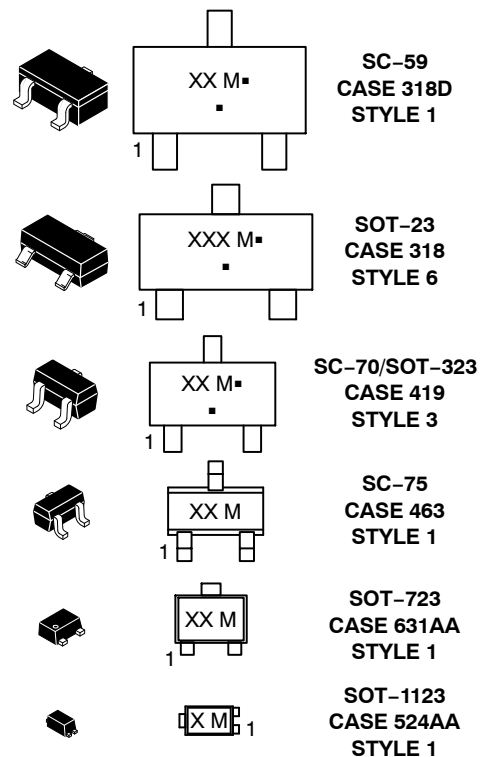 XX M▪
▪
1
SC−59
CASE 318D
STYLE 1
XXX M▪
▪
1
SOT−23
CASE 318
STYLE 6
XX M▪
▪
1
SC−70/SOT−323
CASE 419
STYLE 3
XX M
1
SC−75
CASE 463
STYLE 1
XX M
1
SOT−723
CASE 631AA
STYLE 1
X M
1
SOT−1123
CASE 524AA
STYLE 1